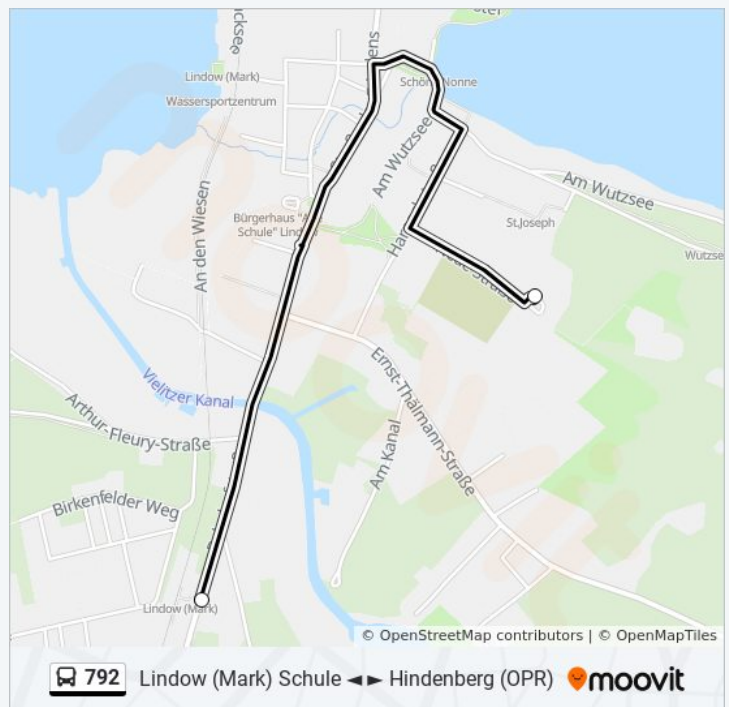 Lindow (Mark)
Schön Nonne
Wassersportzentrum
Am Wutzsee
Am Wutzsee
An den Wiesen
Bürgerhaus "A
Schule" Lind
St.Joseph
Wutzse
Vielitzer Kanal
Ernst-Thälmann-Straße
Arthur-Fleury-Straße
Am Kanal
Birkenfelder Weg
Lindow (Mark)
© OpenStreetMap contributors | © OpenMapTiles
792 Lindow (Mark) Schule ◄ ► Hindenberg (OPR) moovit